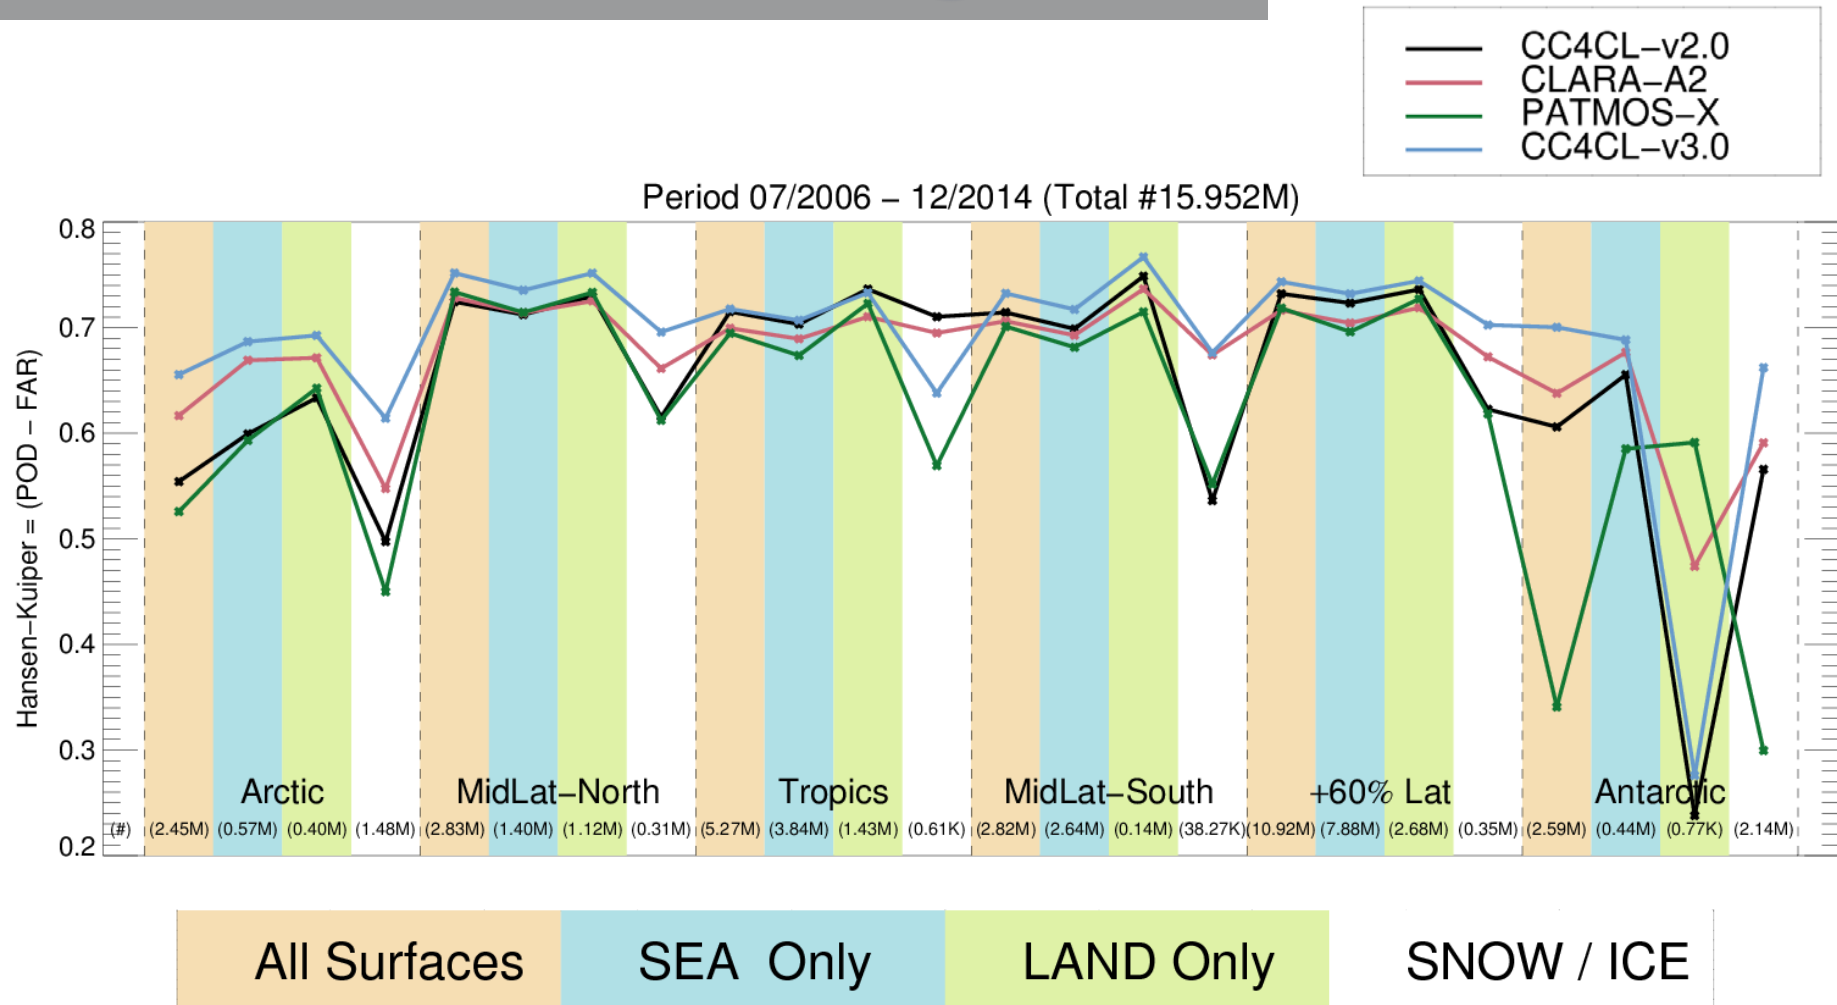 CC4CL−v2.0
CLARA−A2
PATMOS−X
CC4CL−v3.0
Period 07/2006 − 12/2014 (Total #15.952M)
Hansen−Kuiper = (POD − FAR)
0.8
0.7
0.6
0.5
0.4
0.3
0.2
Arctic MidLat−North Tropics MidLat−South +60% Lat Antarctic
(#) (2.45M) (0.57M) (0.40M) (1.48M) (2.83M) (1.40M) (1.12M) (0.31M) (5.27M) (3.84M) (1.43M) (0.61K) (2.82M) (2.64M) (0.14M) (38.27K) (10.92M) (7.88M) (2.68M) (0.35M) (2.59M) (0.44M) (0.77K) (2.14M)
All Surfaces SEA Only LAND Only SNOW / ICE